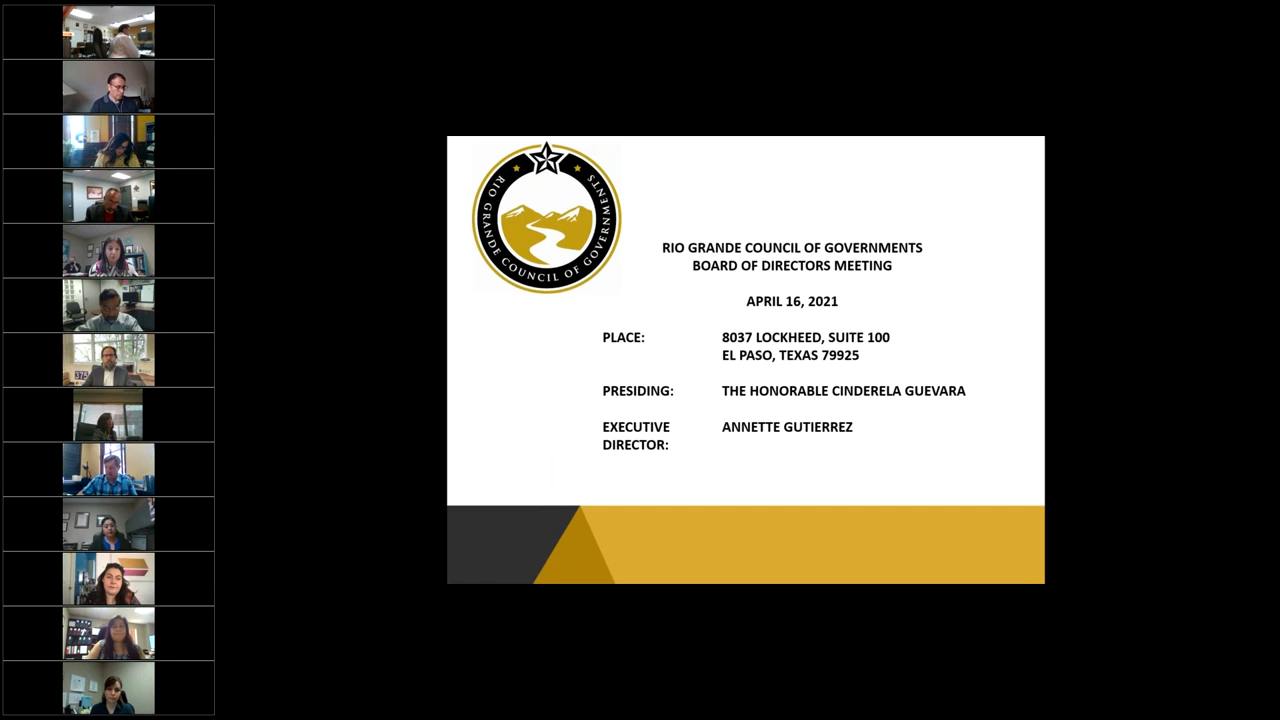 RIO GRANDE COUNCIL OF GOVERNMENTS
RIO GRANDE COUNCIL OF GOVERNMENTS
BOARD OF DIRECTORS MEETING
APRIL 16, 2021
PLACE: 8037 LOCKHEED, SUITE 100
EL PASO, TEXAS 79925
PRESIDING: THE HONORABLE CINDERELA GUEVARA
EXECUTIVE ANNETTE GUTIERREZ
DIRECTOR: